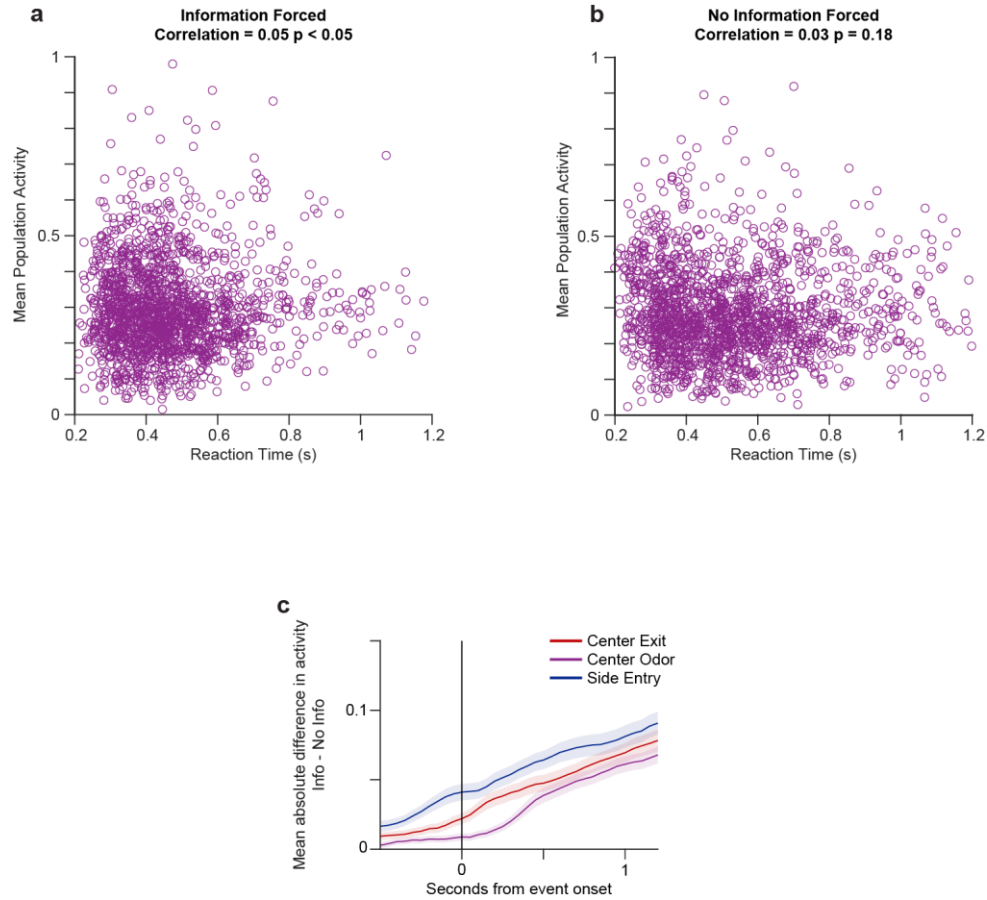 a
Information Forced
Correlation = 0.05 p < 0.05
Mean Population Activity
1
0.5
0
0.2 0.4 0.6 0.8 1 1.2
Reaction Time (s)
b
No Information Forced
Correlation = 0.03 p = 0.18
Mean Population Activity
1
0.5
0
0.2 0.4 0.6 0.8 1 1.2
Reaction Time (s)
c
Mean absolute difference in activity
Info - No Info
Center Exit
Center Odor
Side Entry
0.1
0
0 1
Seconds from event onset